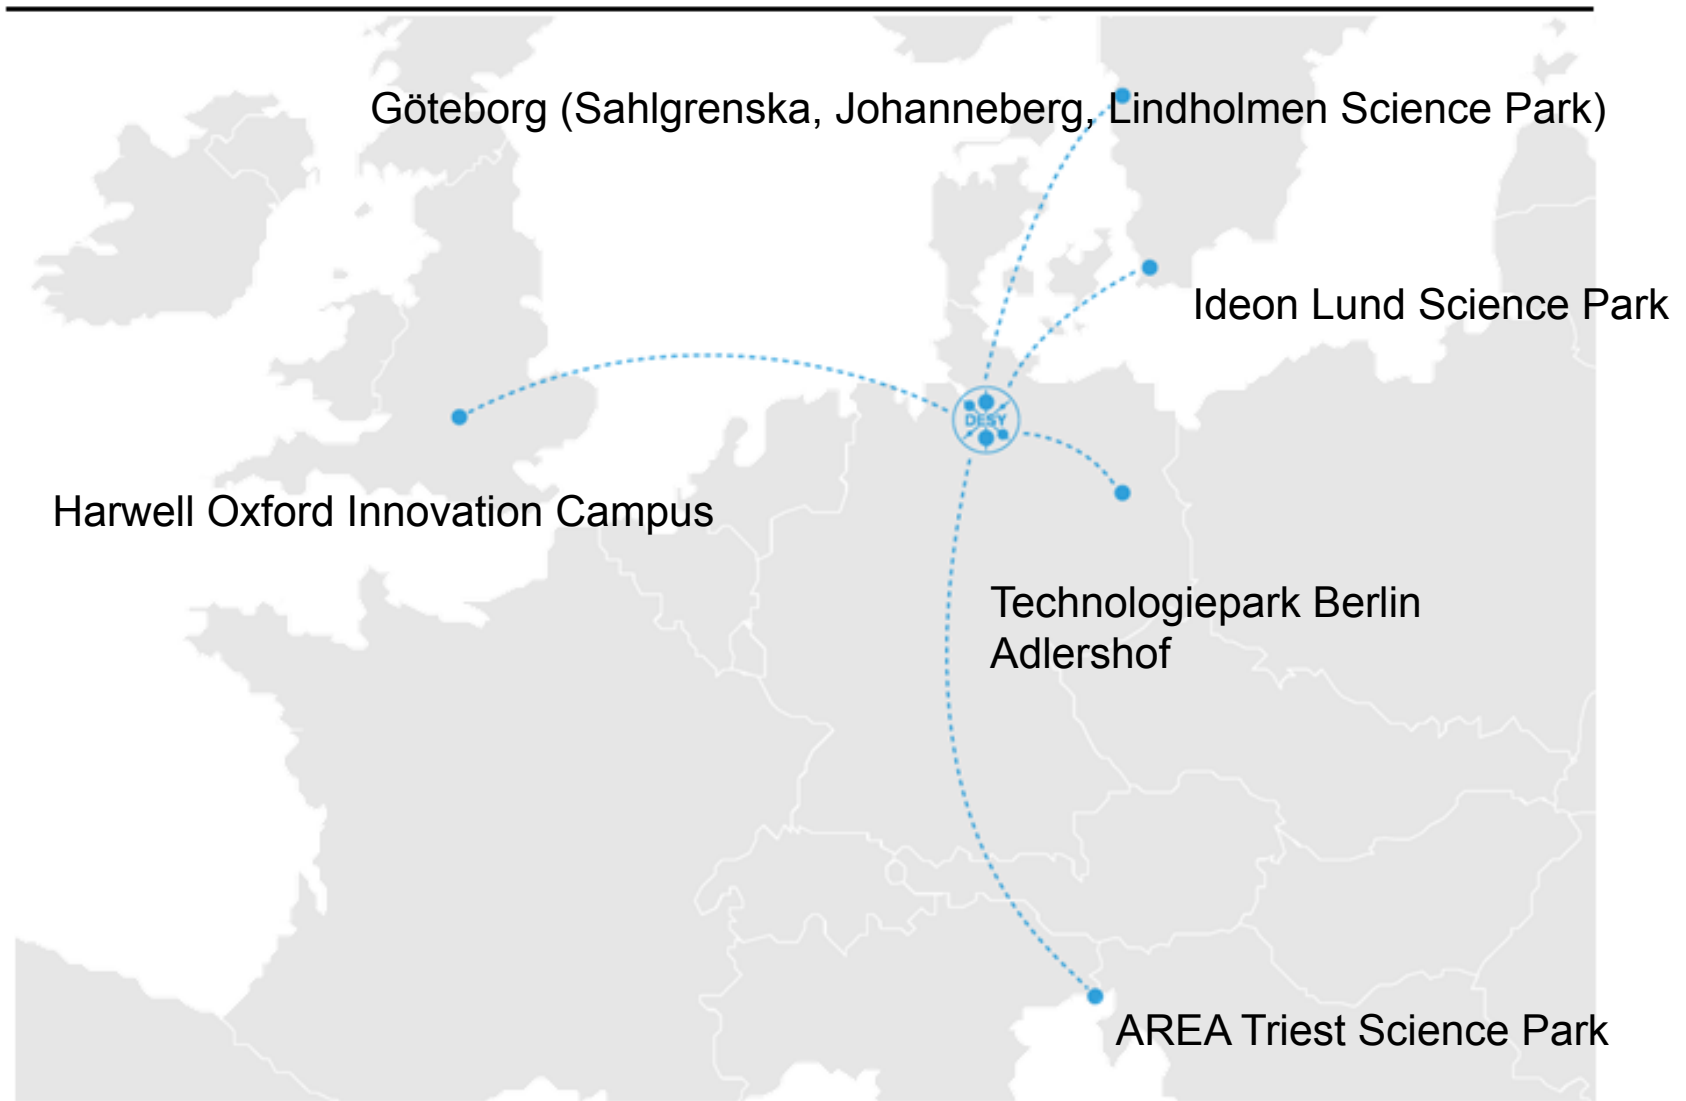 Göteborg (Sahlgrenska, Johanneberg, Lindholmen Science Park)
Ideon Lund Science Park
DESY
Harwell Oxford Innovation Campus
Technologiepark Berlin
Adlershof
AREA Triest Science Park